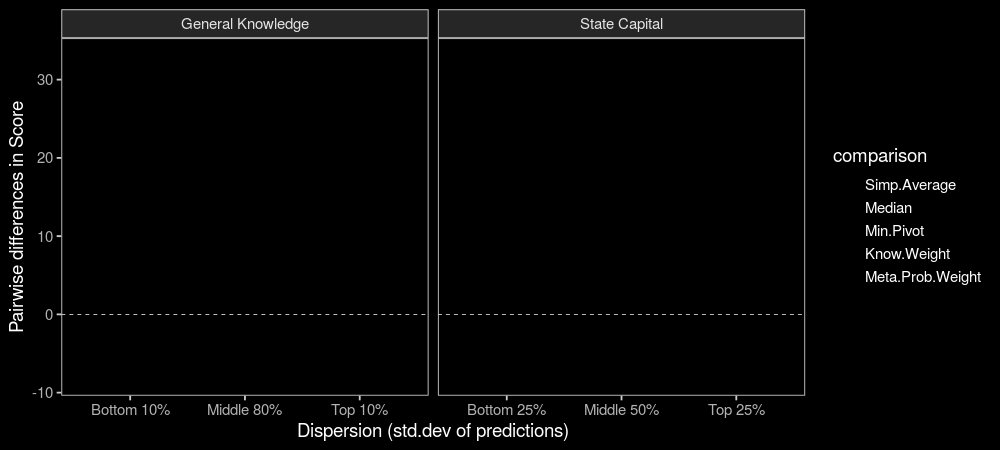 General Knowledge
State Capital
Pairwise differences in Score
30
20
10
0
-10
Bottom 10%
Middle 80%
Top 10%
Bottom 25%
Middle 50%
Top 25%
Dispersion (std.dev of predictions)
comparison
Simp.Average
Median
Min.Pivot
Know.Weight
Meta.Prob.Weight